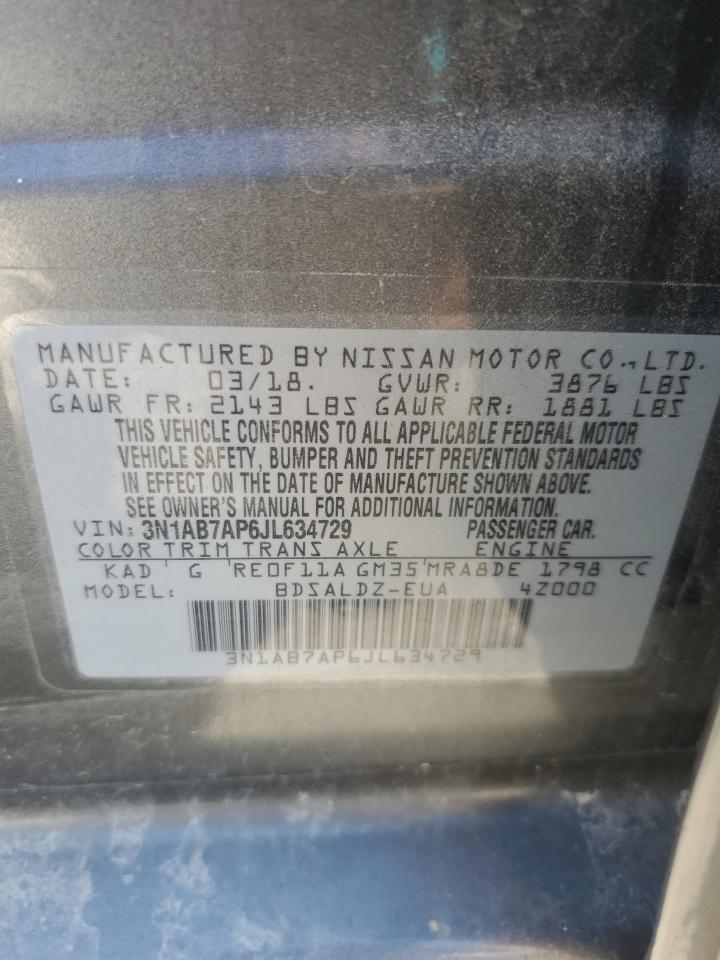 MANUFACTURED BY NISSAN MOTOR CO.,LTD.
DATE: 03/18. GVWR: 3876 LBS
GAWR FR: 2143 LBS GAWR RR: 1881 LBS
THIS VEHICLE CONFORMS TO ALL APPLICABLE FEDERAL MOTOR
VEHICLE SAFETY, BUMPER AND THEFT PREVENTION STANDARDS
IN EFFECT ON THE DATE OF MANUFACTURE SHOWN ABOVE.
SEE OWNER'S MANUAL FOR ADDITIONAL INFORMATION.
VIN: 3N1AB7AP6JL634729 PASSENGER CAR.
COLOR TRIM TRANS AXLE ENGINE
KAD G RE0F11A GM35 MRA8DE 1798 CC
MODEL: BDSALDZ-EUA 4Z000
3N1AB7AP6JL634729